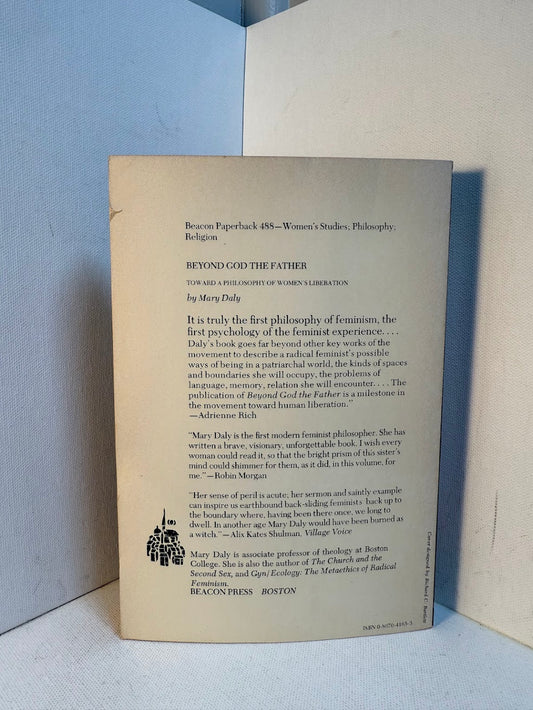 Beacon Paperback 488—Women's Studies; Philosophy;
Religion
BEYOND GOD THE FATHER
TOWARD A PHILOSOPHY OF WOMEN'S LIBERATION
by Mary Daly
It is truly the first philosophy of feminism, the
first psychology of the feminist experience. . . .
Daly's book goes far beyond other key works of the
movement to describe a radical feminist's possible
ways of being in a patriarchal world, the kinds of spaces
and boundaries she will occupy, the problems of
language, memory, relation she will encounter. . . . The
publication of Beyond God the Father is a milestone in
the movement toward human liberation."
—Adrienne Rich
"Mary Daly is the first modern feminist philosopher. She has
written a brave, visionary, unforgettable book. I wish every
woman could read it, so that the bright prism of this sister's
mind could shimmer for them, as it did, in this volume, for
me."—Robin Morgan
"Her sense of peril is acute; her sermon and saintly example
can inspire us earthbound back-sliding feminists back up to
the boundary where, having been there once, we long to
dwell. In another age Mary Daly would have been burned as
a witch."—Alix Kates Shulman, Village Voice
Mary Daly is associate professor of theology at Boston
College. She is also the author of The Church and the
Second Sex, and Gyn/Ecology: The Metaethics of Radical
Feminism.
BEACON PRESS BOSTON
Cover designed by Richard C. Bartlett
ISBN 0-8070-4163-3